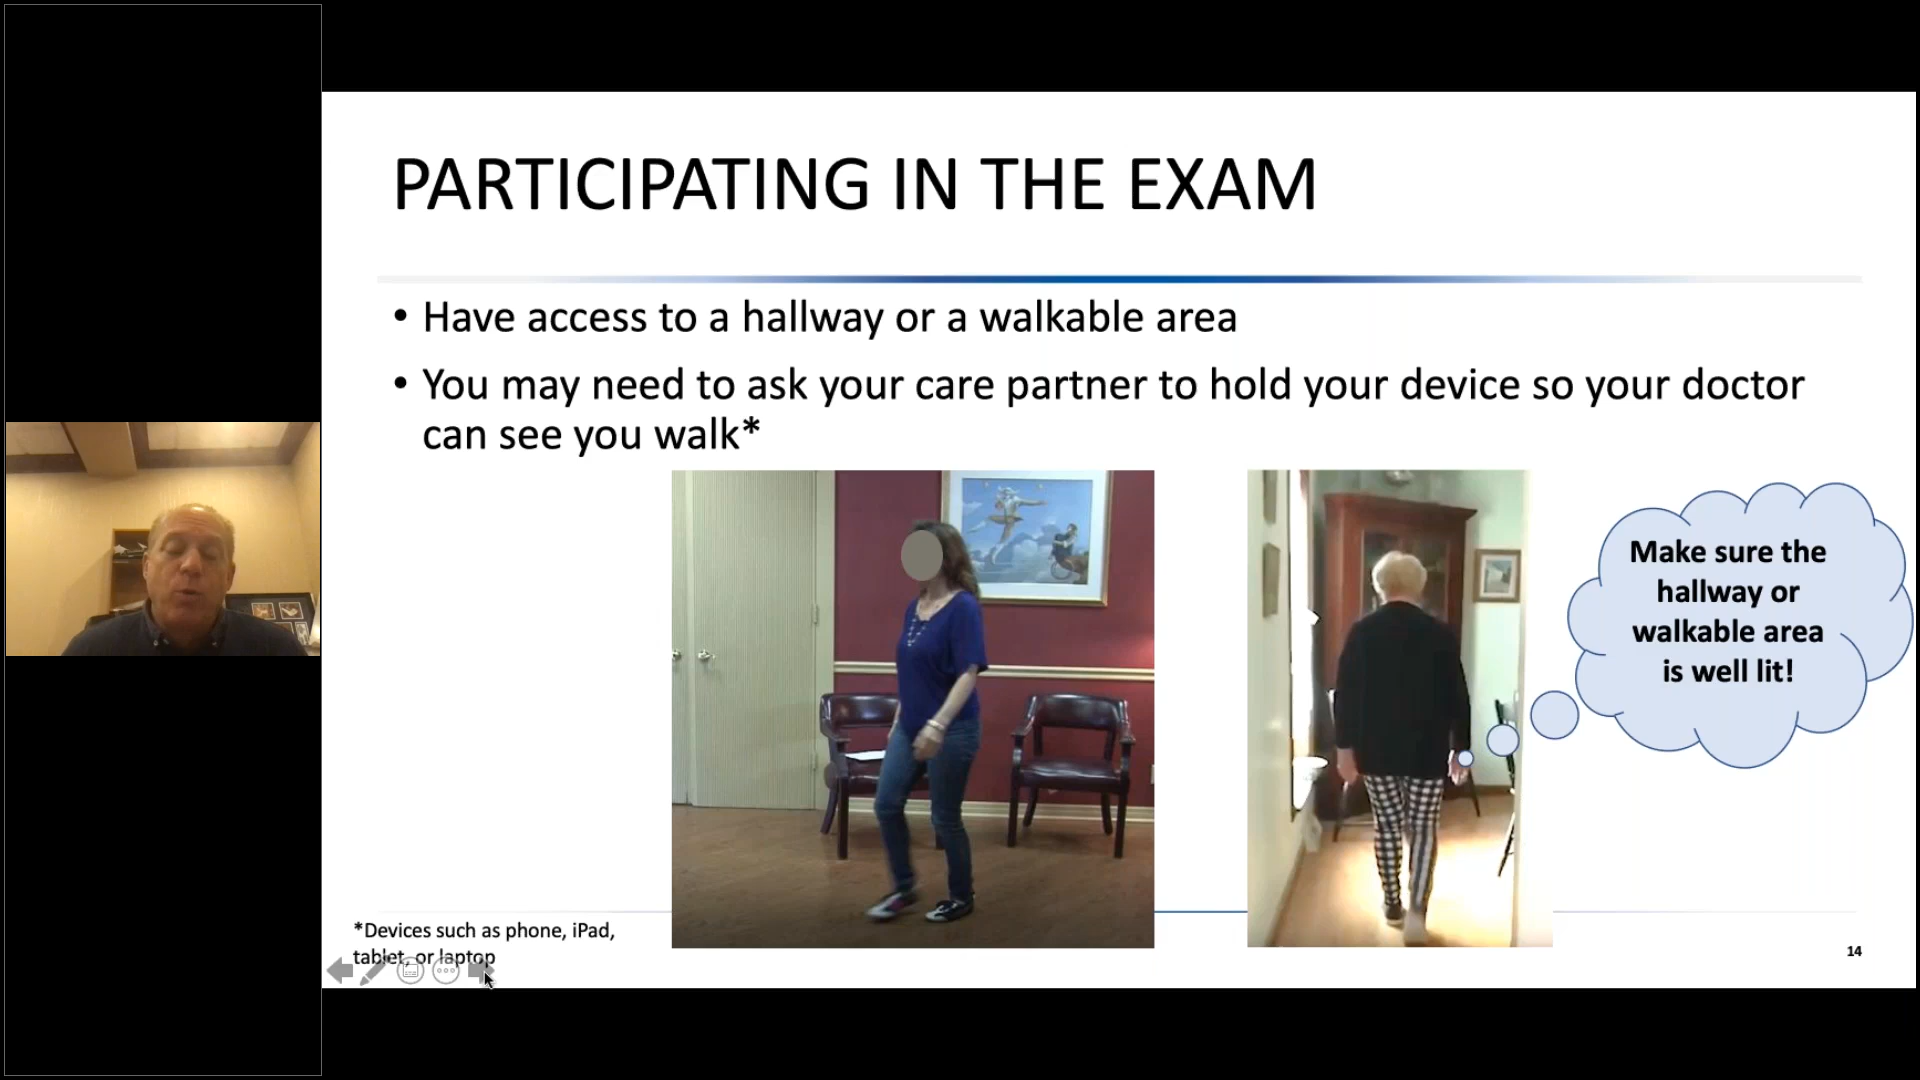 PARTICIPATING IN THE EXAM
• Have access to a hallway or a walkable area
• You may need to ask your care partner to hold your device so your doctor
can see you walk*
Make sure the
hallway or
walkable area
is well lit!
*Devices such as phone, iPad,
tablet, or laptop
14